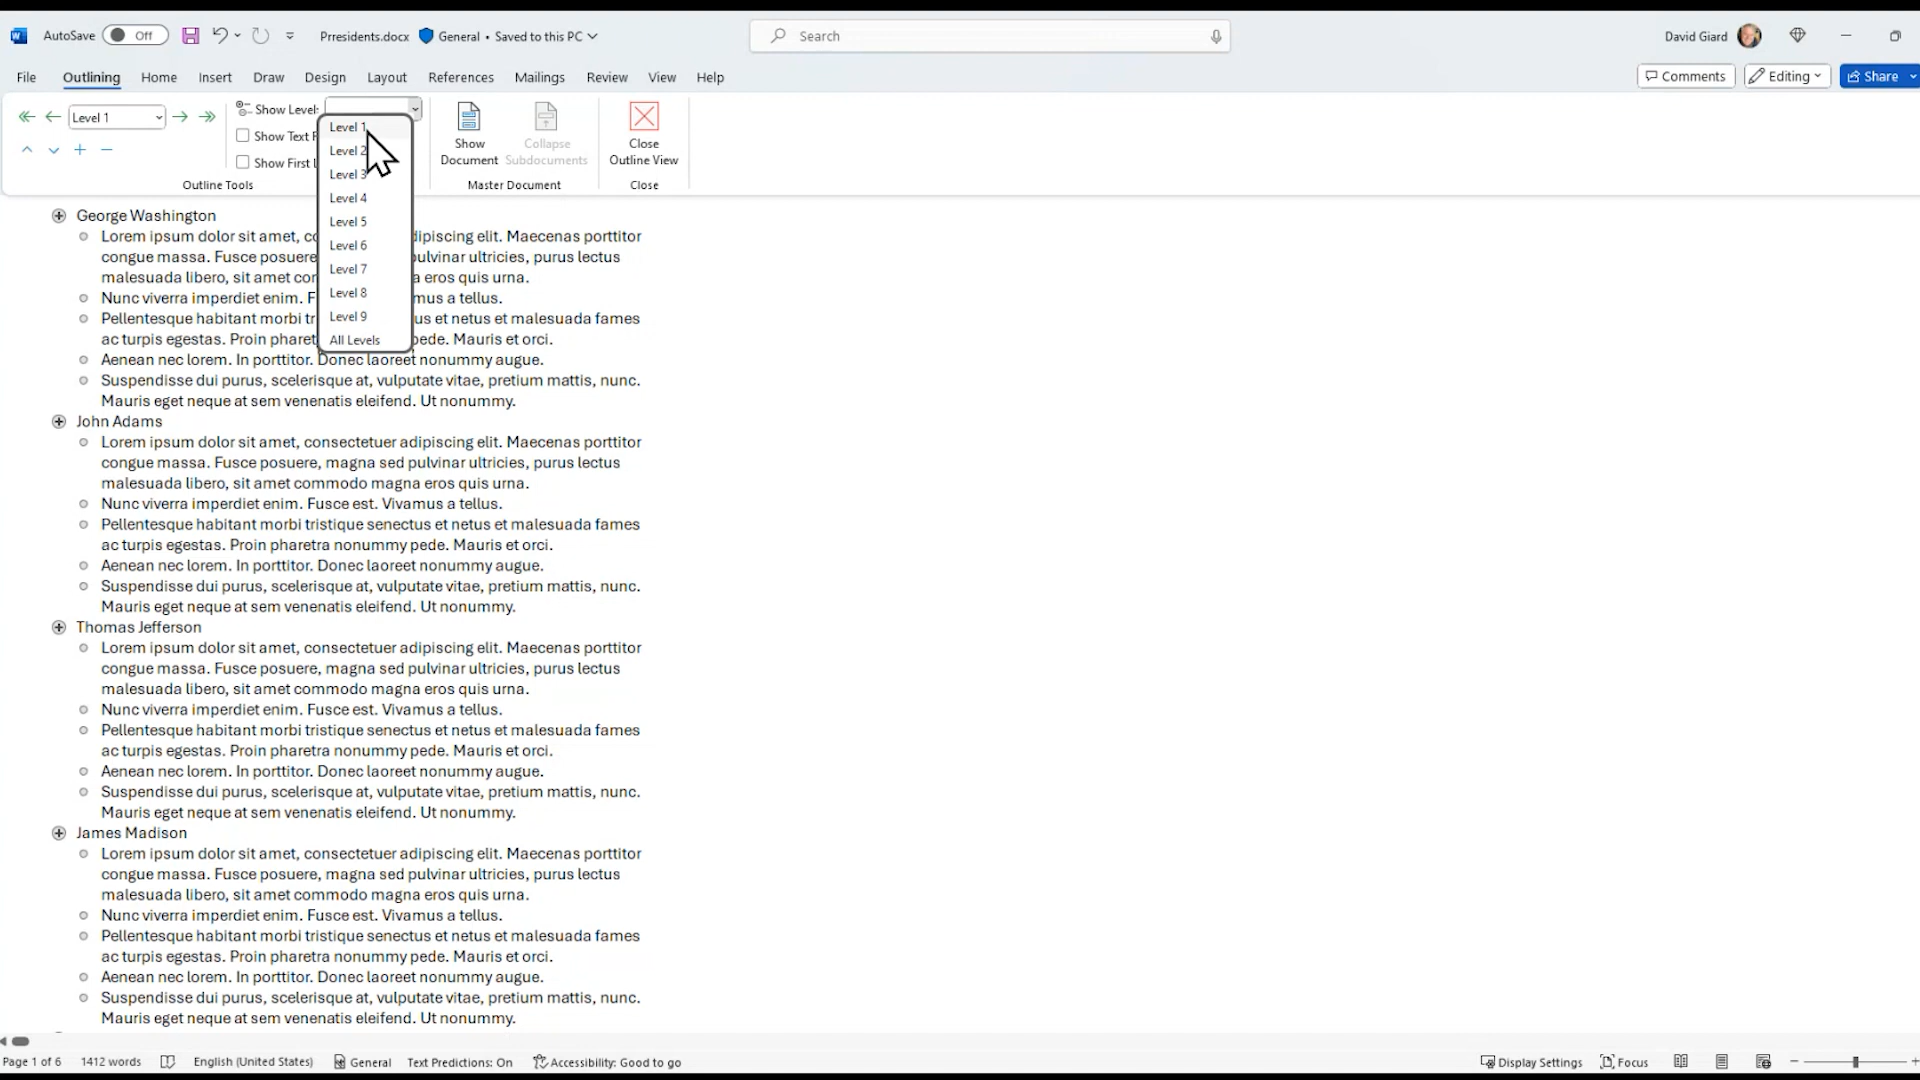 AutoSave Off Prresidents.docx General • Saved to this PC Search David Giard
File Outlining Home Insert Draw Design Layout References Mailings Review View Help Comments Editing Share
Level 1 Show Level:
Show Text F
Show First L
Outline Tools
Level 1
Level 2
Level 3
Level 4
Level 5
Level 6
Level 7
Level 8
Level 9
All Levels
Show Document
Collapse Subdocuments
Master Document
Close Outline View
Close
George Washington
Lorem ipsum dolor sit amet, co dipiscing elit. Maecenas porttitor
congue massa. Fusce posuere ulvinar ultricies, purus lectus
malesuada libero, sit amet con a eros quis urna.
Nunc viverra imperdiet enim. F mus a tellus.
Pellentesque habitant morbi tr us et netus et malesuada fames
ac turpis egestas. Proin pharet pede. Mauris et orci.
Aenean nec lorem. In porttitor. Donec laoreet nonummy augue.
Suspendisse dui purus, scelerisque at, vulputate vitae, pretium mattis, nunc.
Mauris eget neque at sem venenatis eleifend. Ut nonummy.
John Adams
Lorem ipsum dolor sit amet, consectetuer adipiscing elit. Maecenas porttitor
congue massa. Fusce posuere, magna sed pulvinar ultricies, purus lectus
malesuada libero, sit amet commodo magna eros quis urna.
Nunc viverra imperdiet enim. Fusce est. Vivamus a tellus.
Pellentesque habitant morbi tristique senectus et netus et malesuada fames
ac turpis egestas. Proin pharetra nonummy pede. Mauris et orci.
Aenean nec lorem. In porttitor. Donec laoreet nonummy augue.
Suspendisse dui purus, scelerisque at, vulputate vitae, pretium mattis, nunc.
Mauris eget neque at sem venenatis eleifend. Ut nonummy.
Thomas Jefferson
Lorem ipsum dolor sit amet, consectetuer adipiscing elit. Maecenas porttitor
congue massa. Fusce posuere, magna sed pulvinar ultricies, purus lectus
malesuada libero, sit amet commodo magna eros quis urna.
Nunc viverra imperdiet enim. Fusce est. Vivamus a tellus.
Pellentesque habitant morbi tristique senectus et netus et malesuada fames
ac turpis egestas. Proin pharetra nonummy pede. Mauris et orci.
Aenean nec lorem. In porttitor. Donec laoreet nonummy augue.
Suspendisse dui purus, scelerisque at, vulputate vitae, pretium mattis, nunc.
Mauris eget neque at sem venenatis eleifend. Ut nonummy.
James Madison
Lorem ipsum dolor sit amet, consectetuer adipiscing elit. Maecenas porttitor
congue massa. Fusce posuere, magna sed pulvinar ultricies, purus lectus
malesuada libero, sit amet commodo magna eros quis urna.
Nunc viverra imperdiet enim. Fusce est. Vivamus a tellus.
Pellentesque habitant morbi tristique senectus et netus et malesuada fames
ac turpis egestas. Proin pharetra nonummy pede. Mauris et orci.
Aenean nec lorem. In porttitor. Donec laoreet nonummy augue.
Suspendisse dui purus, scelerisque at, vulputate vitae, pretium mattis, nunc.
Mauris eget neque at sem venenatis eleifend. Ut nonummy.
Page 1 of 6 1412 words English (United States) General Text Predictions: On Accessibility: Good to go Display Settings Focus